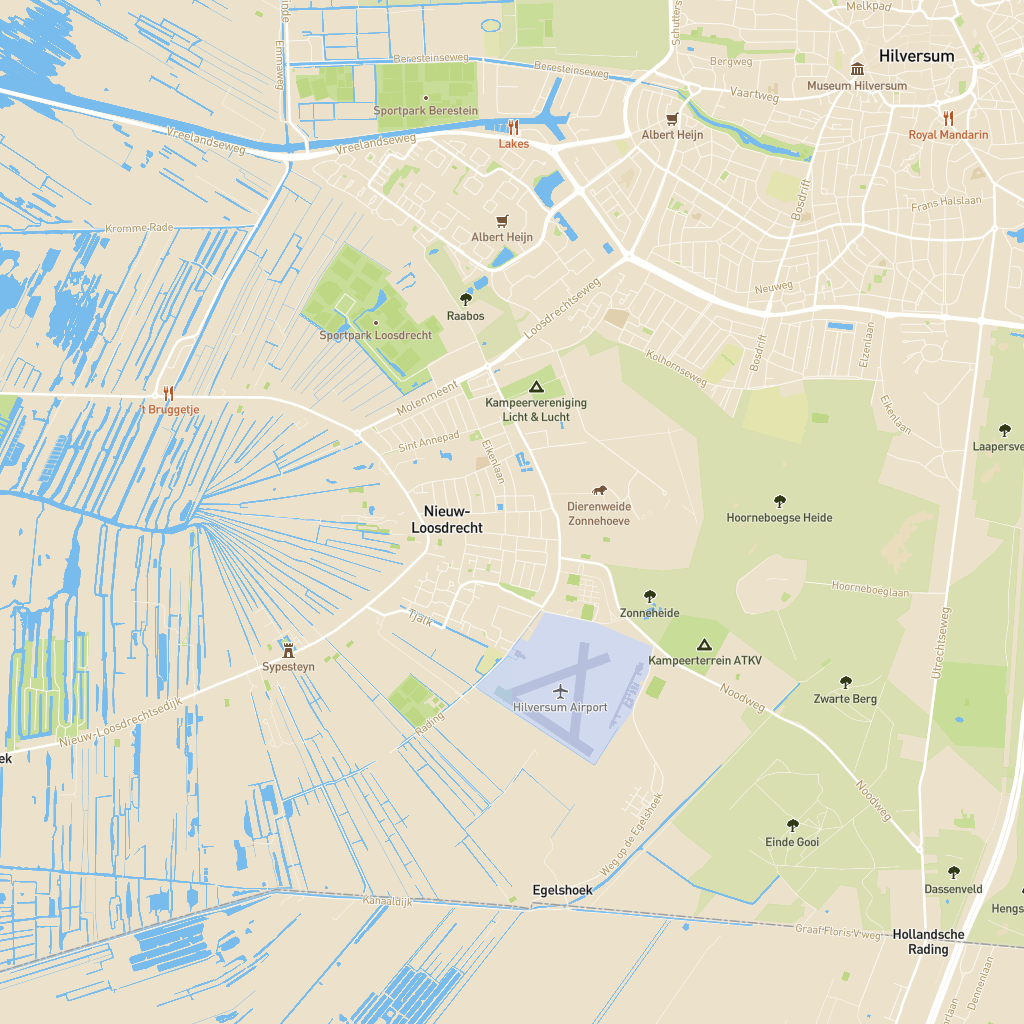 Melkpad
Schutters
Hilversum
Emmaweg
Beresteinseweg
Beresteinseweg
Bergweg
Museum Hilversum
Vaartweg
Sportpark Berestein
Vreelandseweg
Vreelandseweg
Lakes
Albert Heijn
Royal Mandarin
Bosdrift
Frans Halslaan
Kromme Rade
Albert Heijn
Neuweg
Raabos
Loosdrechtseweg
Sportpark Loosdrecht
Bosdrift
Elzenlaan
Kolhornseweg
Molenmeent
Kampeervereniging
Licht & Lucht
't Bruggetje
Eikenlaan
Sint Annepad
Eikenlaan
Laapersve
Dierenweide
Zonnehoeve
Hoorneboegse Heide
Nieuw-
Loosdrecht
Hoorneboeglaan
Zonneheide
Tjalk
Utrechtseweg
Sypesteyn
Kampeerterrein ATKV
Noodweg
Zwarte Berg
Hilversum Airport
Nieuw-Loosdrechtsedijk
Rading
ek
Noodweg
Weg op de Egelshoek
Einde Gooi
Egelshoek
Dassenveld
Kanaaldijk
Hengs
Graaf Floris V weg
Hollandsche
Rading
Dennenlaan